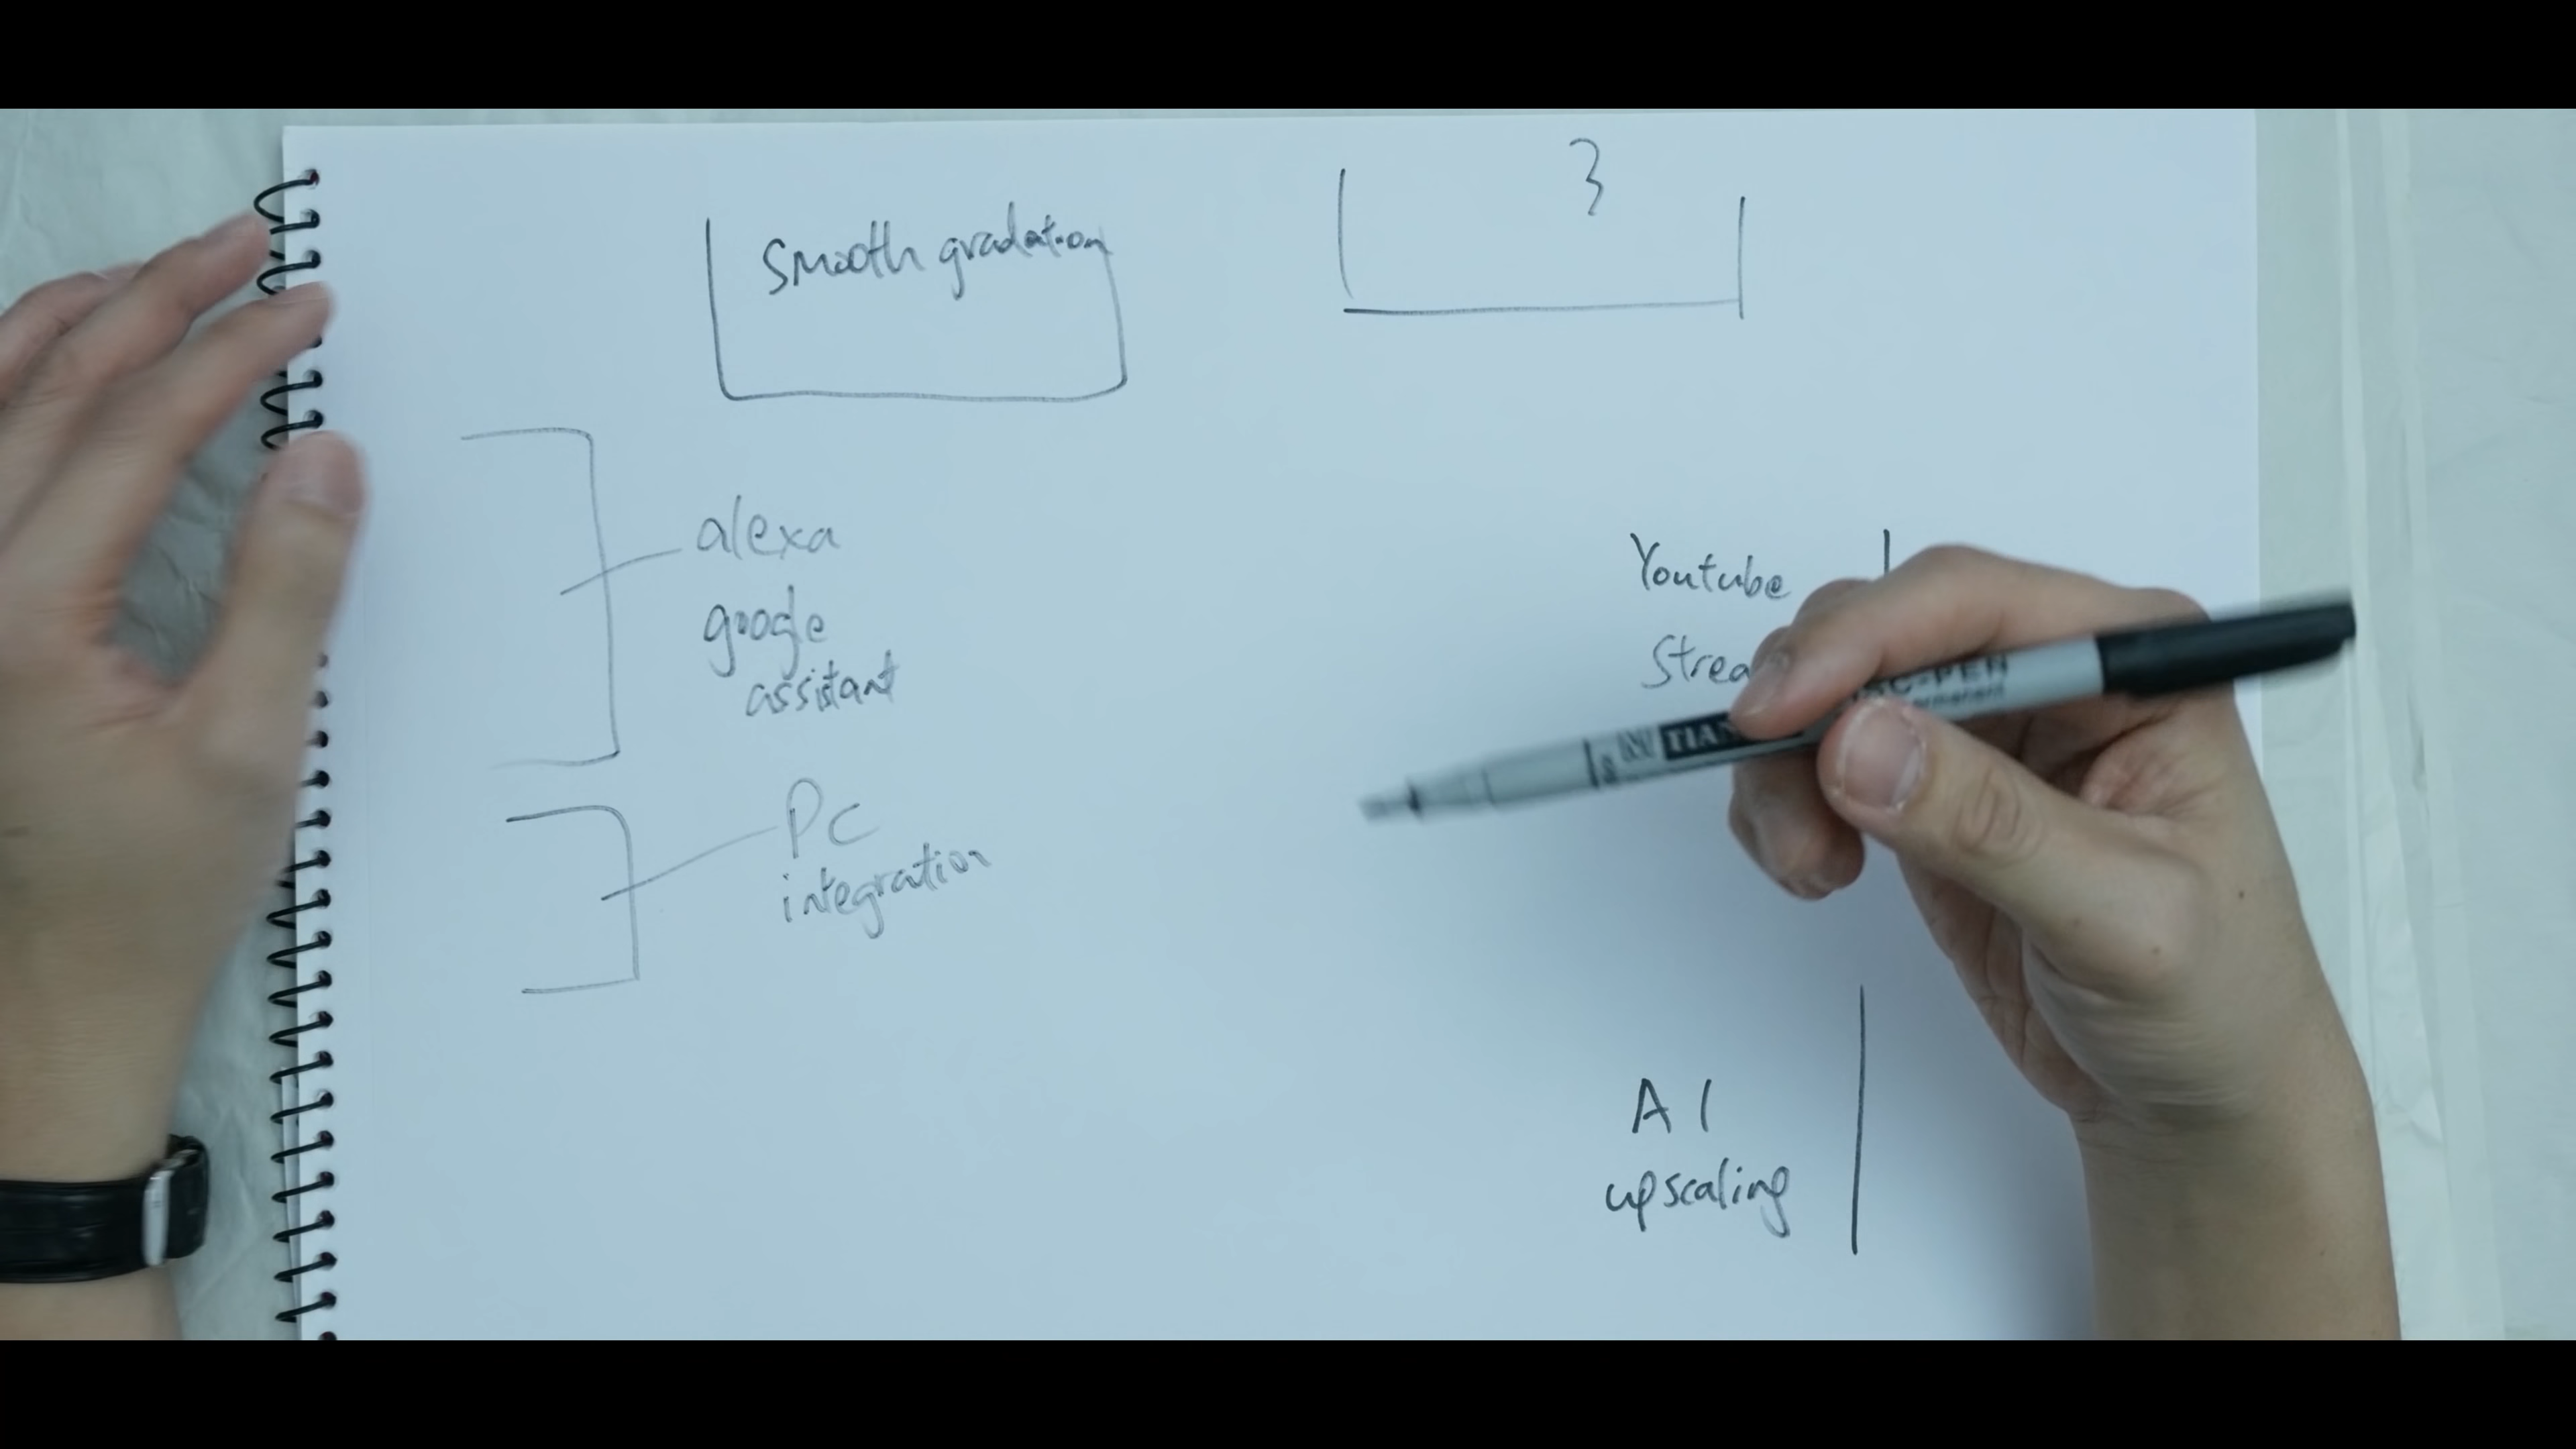 3
Smooth gradation
alexa
google
assistant
Youtube
PC
integration
AI
upscaling